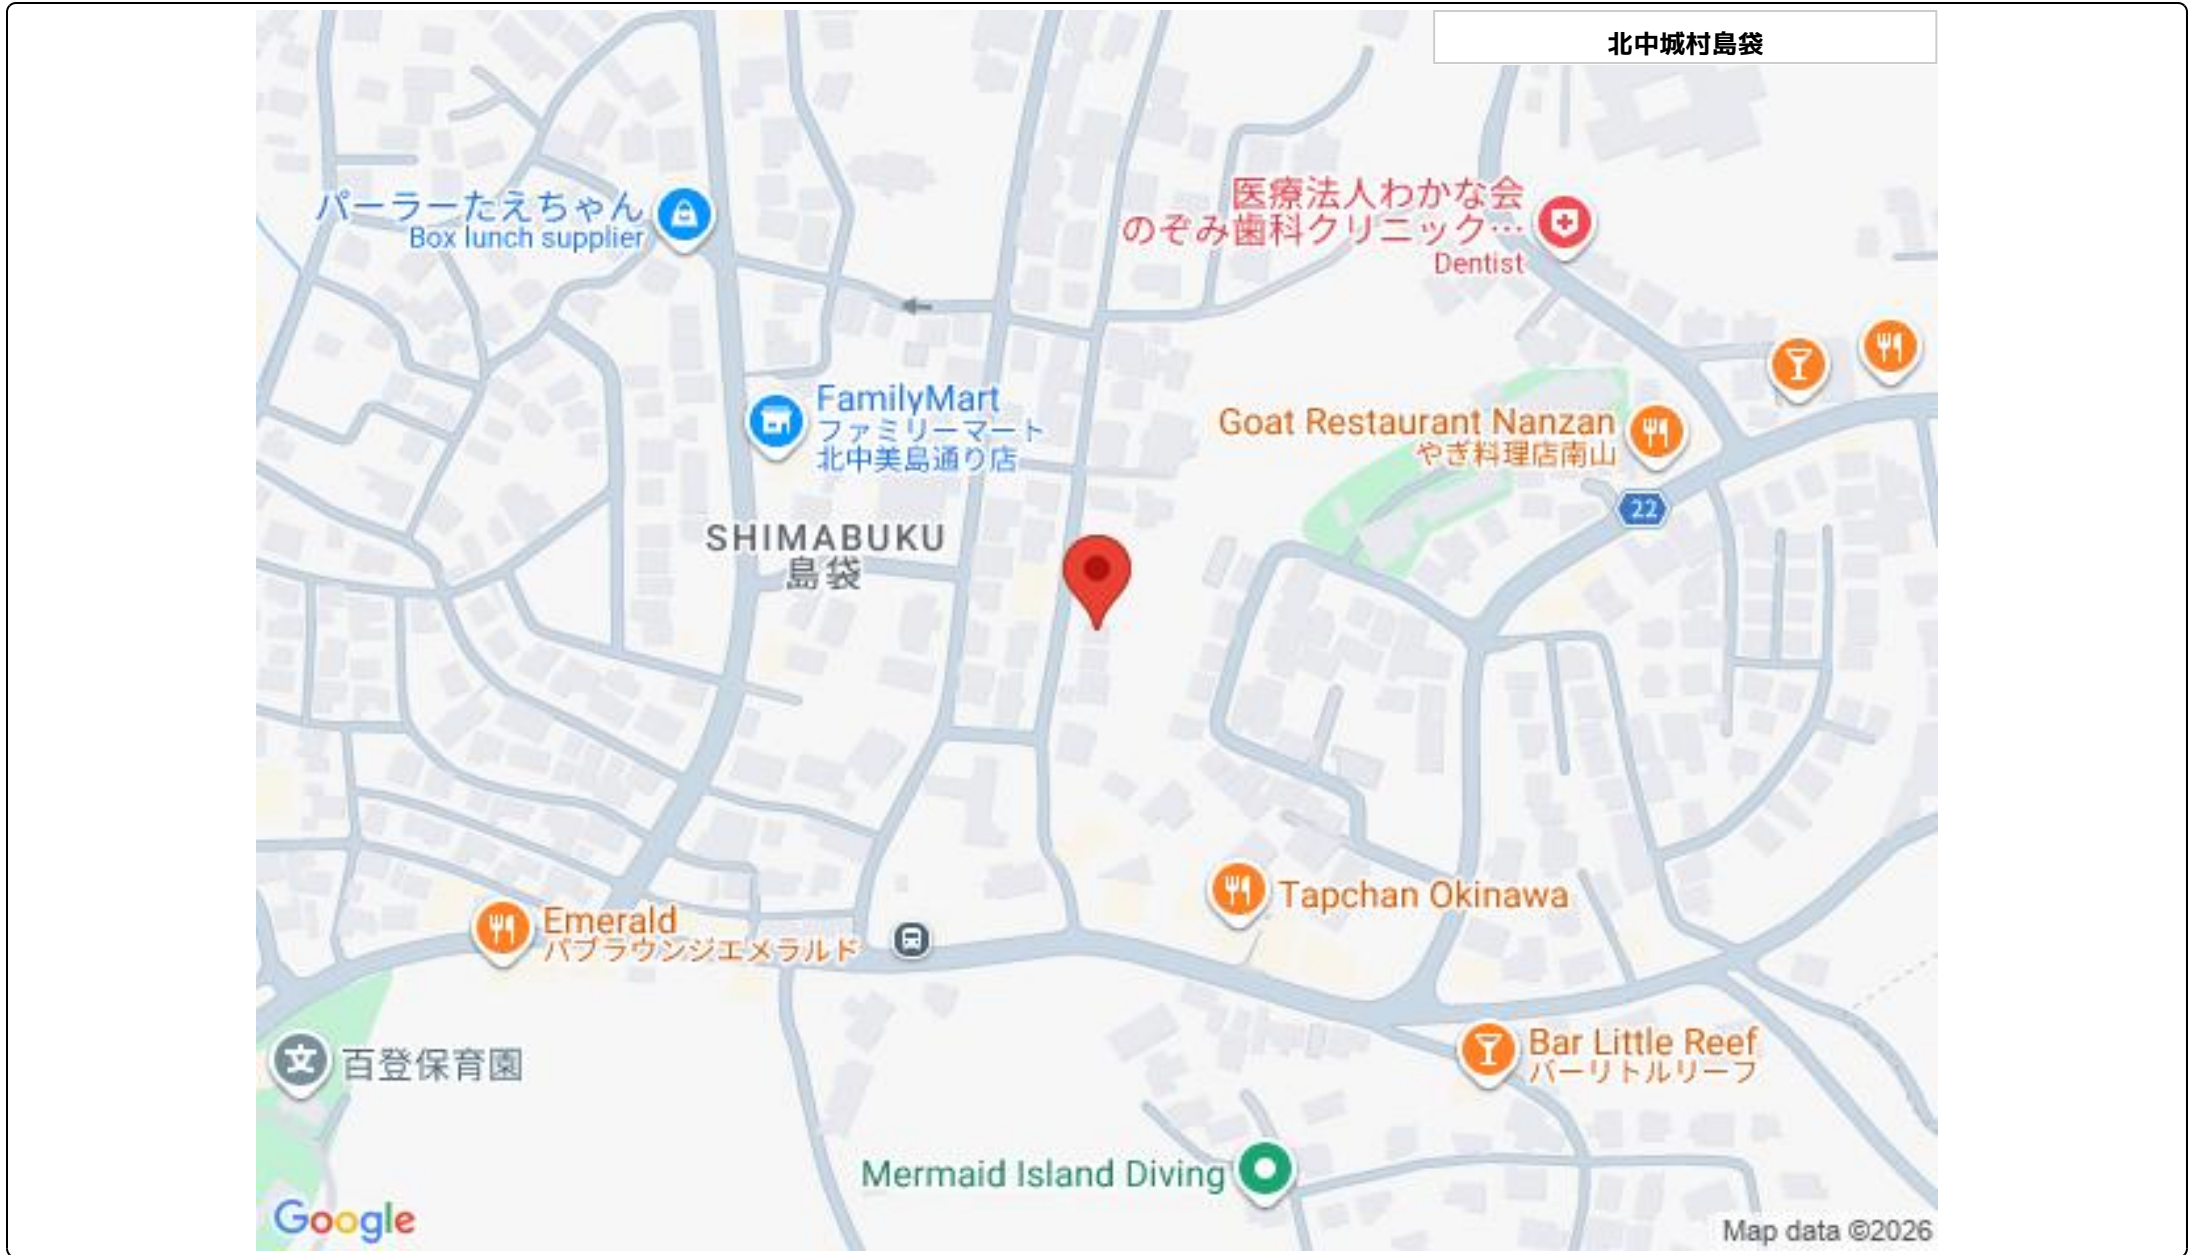 北中城村島袋
パーラーたえちゃん
Box lunch supplier
医療法人わかな会
のぞみ歯科クリニック…
Dentist
FamilyMart
ファミリーマート
北中美島通り店
Goat Restaurant Nanzan
やぎ料理店南山
22
SHIMABUKU
島袋
Tapchan Okinawa
Emerald
パブラウンジエメラルド
Bar Little Reef
バーリトルリーフ
文
百登保育園
Mermaid Island Diving
Google
Map data ©2026